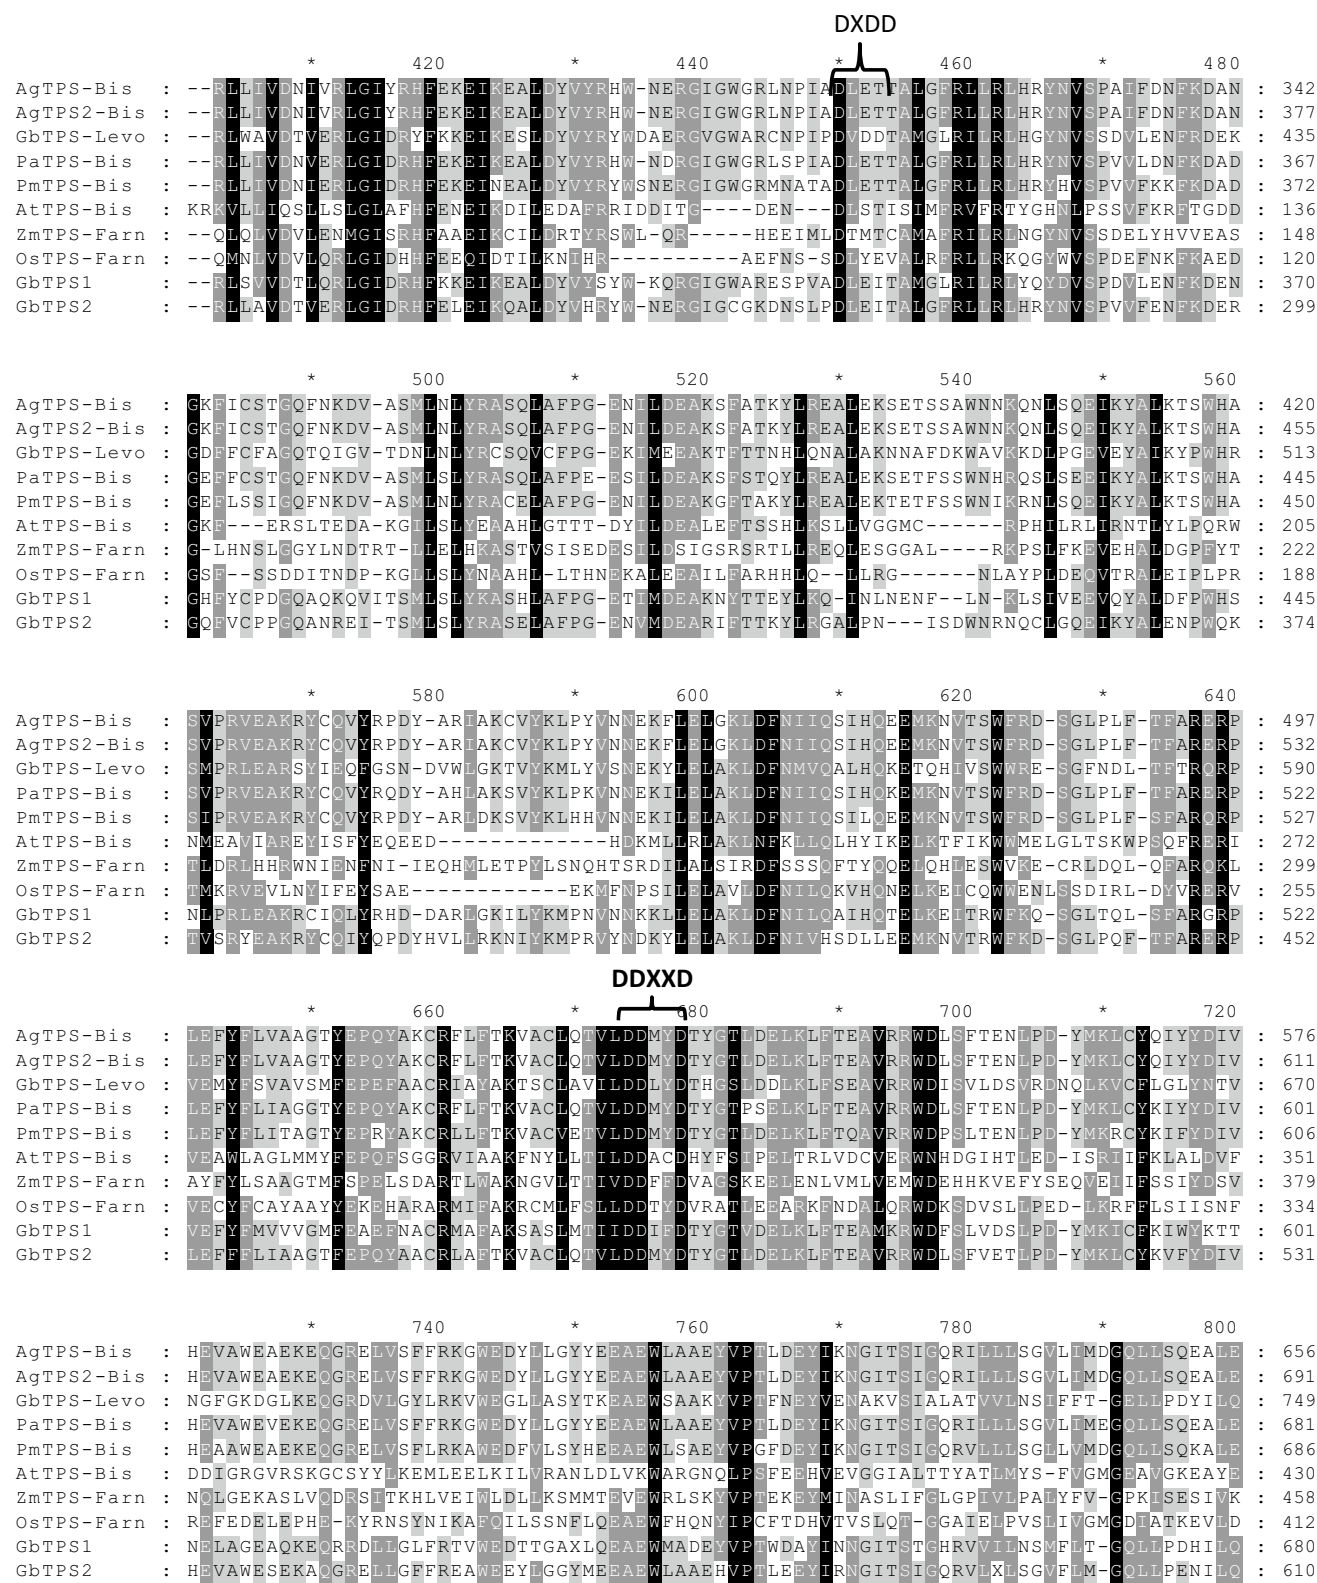 DXDD
* 420 * 440 * 460 * 480
AgTPS-Bis : --RLLIVDNIVRLGIYRHFEKEIKEALDYVYRHW-NERGIGWGRLNPIADLETTALGFRLLRLHRYNVSPAIFDNFKDAN : 342
AgTPS2-Bis : --RLLIVDNIVRLGIYRHFEKEIKEALDYVYRHW-NERGIGWGRLNPIADLETTALGFRLLRLHRYNVSPAIFDNFKDAN : 377
GbTPS-Levo : --RLWAVDTVERLGIDRYFKKEIKESLDYVYRYWDAERGVGWARCNPIPDVDDTAMGLRILRLHGYNVSSDVLENFRDEK : 435
PaTPS-Bis : --RLLIVDNVERLGIDRHFEKEIKEALDYVYRHW-NDRGIGWGRLSPIADLETTALGFRLLRLHRYNVSPVVLDNFKDAD : 367
PmTPS-Bis : --RLLIVDNIERLGIDRHFEKEINEALDYVYRYWSNERGIGWGRMNATADLETTALGFRLLRLHRYHVSPVVFKKFKDAD : 372
AtTPS-Bis : KRKVLLIQSLLSLGLAFHFENEIKDILEDAFRRIDDITG----DEN---DLSTISIMFRVFRTYGHNLPSSVFKRFTGDD : 136
ZmTPS-Farn : --QLQLVDVLENMGISRHFAAEIKCILDRTYRSWL-QR-----HEEIMLDTMTCAMAFRILRLNGYNVSSDELYHVVEAS : 148
OsTPS-Farn : --QMNLVDVLQRLGIDHHFEEQIDTILKNIHR----------AEFNS-SDLYEVALRFRLLRKQGYWVSPDEFNKFKAED : 120
GbTPS1 : --RLSVVDTLQRLGIDRHFKKEIKEALDYVYSYW-KQRGIGWARESPVADLEITAMGLRILRLYQYDVSPDVLENFKDEN : 370
GbTPS2 : --RLLAVDTVERLGIDRHFELEIKQALDYVHRYW-NERGIGCGKDNSLPDLEITALGFRLLRLHRYNVSPVVFENFKDER : 299
* 500 * 520 * 540 * 560
AgTPS-Bis : GKFICSTGQFNKDV-ASMLNLYRASQLAFPG-ENILDEAKSFATKYLREALEKSETSSAWNNKQNLSQEIKYALKTSWHA : 420
AgTPS2-Bis : GKFICSTGQFNKDV-ASMLNLYRASQLAFPG-ENILDEAKSFATKYLREALEKSETSSAWNNKQNLSQEIKYALKTSWHA : 455
GbTPS-Levo : GDFFCFAGQTQIGV-TDNLNLYRCSQVCFPG-EKIMEEAKTFTTNHLQNALAKNNAFDKWAVKKDLPGEVEYAIKYPWHR : 513
PaTPS-Bis : GEFFCSTGQFNKDV-ASMLSLYRASQLAFPE-ESILDEAKSFSTQYLREALEKSETFSSWNHRQSLSEEIKYALKTSWHA : 445
PmTPS-Bis : GEFLSSIGQFNKDV-ASMLNLYRACELAFPG-ENILDEAKGFTAKYLREALEKTETFSSWNIKRNLSQEIKYALKTSWHA : 450
AtTPS-Bis : GKF---ERSLTEDA-KGILSLYEAAHLGTTT-DYILDEALEFTSSHLKSLLVGGMC------RPHILRLIRNTLYLPQRW : 205
ZmTPS-Farn : G-LHNSLGGYLNDTRT-LLELHKASTVSISEDESILDSIGSRSRTLLREQLESGGAL----RKPSLFKEVEHALDGPFYT : 222
OsTPS-Farn : GSF--SSDDITNDP-KGLLSLYNAAHL-LTHNEKALEEAILFARHHLQ--LLRG------NLAYPLDEQVTRALEIPLPR : 188
GbTPS1 : GHFYCPDGQAQKQVITSMLSLYKASHLAFPG-ETIMDEAKNYTTEYLKQ-INLNENF--LN-KLSIVEEVQYALDFPWHS : 445
GbTPS2 : GQFVCPPGQANREI-TSMLSLYRASELAFPG-ENVMDEARIFTTKYLRGALPN---ISDWNRNQCLGQEIKYALENPWQK : 374
* 580 * 600 * 620 * 640
AgTPS-Bis : SVPRVEAKRYCQVYRPDY-ARIAKCVYKLPYVNNEKFLELGKLDFNIIQSIHQEEMKNVTSWFRD-SGLPLF-TFARERP : 497
AgTPS2-Bis : SVPRVEAKRYCQVYRPDY-ARIAKCVYKLPYVNNEKFLELGKLDFNIIQSIHQEEMKNVTSWFRD-SGLPLF-TFARERP : 532
GbTPS-Levo : SMPRLEARSYIEQFGSN-DVWLGKTVYKMLYVSNEKYLELAKLDFNMVQALHQKETQHIVSWWRE-SGFNDL-TFTRQRP : 590
PaTPS-Bis : SVPRVEAKRYCQVYRQDY-AHLAKSVYKLPKVNNEKILELAKLDFNIIQSIHQKEMKNVTSWFRD-SGLPLF-TFARERP : 522
PmTPS-Bis : SIPRVEAKRYCQVYRPDY-ARLDKSVYKLHHVNNEKILELAKLDFNIIQSILQEEMKNVTSWFRD-SGLPLF-SFARQRP : 527
AtTPS-Bis : NMEAVIAREYISFYEQEED-------------HDKMLLRLAKLNFKLLQLHYIKELKTFIKWWMELGLTSKWPSQFRERI : 272
ZmTPS-Farn : TLDRLHHRWNIENFNI-IEQHMLETPYLSNQHTSRDILALSIRDFSSSQFTYQQELQHLESWVKE-CRLDQL-QFARQKL : 299
OsTPS-Farn : TMKRVEVLNYIFEYSAE------------EKMFNPSILELAVLDFNILQKVHQNELKEICQWWENLSSDIRL-DYVRERV : 255
GbTPS1 : NLPRLEAKRCIQLYRHD-DARLGKILYKMPNVNNKKLLELAKLDFNILQAIHQTELKEITRWFKQ-SGLTQL-SFARGRP : 522
GbTPS2 : TVSRYEAKRYCQIYQPDYHVLLRKNIYKMPRVYNDKYLELAKLDFNIVHSDLLEEMKNVTRWFKD-SGLPQF-TFARERP : 452
DDXXD
* 660 * 680 * 700 * 720
AgTPS-Bis : LEFYFLVAAGTYEPQYAKCRFLFTKVACLQTVLDDMYDTYGTLDELKLFTEAVRRWDLSFTENLPD-YMKLCYQIYYDIV : 576
AgTPS2-Bis : LEFYFLVAAGTYEPQYAKCRFLFTKVACLQTVLDDMYDTYGTLDELKLFTEAVRRWDLSFTENLPD-YMKLCYQIYYDIV : 611
GbTPS-Levo : VEMYFSVAVSMFEPEFAACRIAYAKTSCLAVILDDLYDTHGSLDDLKLFSEAVRRWDISVLDSVRDNQLKVCFLGLYNTV : 670
PaTPS-Bis : LEFYFLIAGGTYEPQYAKCRFLFTKVACLQTVLDDMYDTYGTPSELKLFTEAVRRWDLSFTENLPD-YMKLCYKIYYDIV : 601
PmTPS-Bis : LEFYFLITAGTYEPRYAKCRLLFTKVACVETVLDDMYDTYGTLDELKLFTQAVRRWDPSLTENLPD-YMKRCYKIFYDIV : 606
AtTPS-Bis : VEAWLAGLMMYFEPQFSGGRVIAAKFNYLLTILDDACDHYFSIPELTRLVDCVERWNHDGIHTLED-ISRIIFKLALDVF : 351
ZmTPS-Farn : AYFYLSAAGTMFSPELSDARTLWAKNGVLTTIVDDFFDVAGSKEELENLVMLVEMWDEHHKVEFYSEQVEIIFSSIYDSV : 379
OsTPS-Farn : VECYFCAYAAYYEKEHARARMIFAKRCMLFSLLDDTYDVRATLEEARKFNDALQRWDKSDVSLLPED-LKRFFLSIISNF : 334
GbTPS1 : VEFYFMVVVGMFEAEFNACRMAFAKSASLMTIIDDIFDTYGTVDELKLFTEAMKRWDFSLVDSLPD-YMKICFKIWYKTT : 601
GbTPS2 : LEFFFLIAAGTFEPQYAACRLAFTKVACLQTVLDDMYDTYGTLDELKLFTEAVRRWDLSFVETLPD-YMKLCYKVFYDIV : 531
* 740 * 760 * 780 * 800
AgTPS-Bis : HEVAWEAEKEQGRELVSFFRKGWEDYLLGYYEEAEWLAAEYVPTLDEYIKNGITSIGQRILLLSGVLIMDGQLLSQEALE : 656
AgTPS2-Bis : HEVAWEAEKEQGRELVSFFRKGWEDYLLGYYEEAEWLAAEYVPTLDEYIKNGITSIGQRILLLSGVLIMDGQLLSQEALE : 691
GbTPS-Levo : NGFGKDGLKEQGRDVLGYLRKVWEGLLASYTKEAEWSAAKYVPTFNEYVENAKVSIALATVVLNSIFFT-GELLPDYILQ : 749
PaTPS-Bis : HEVAWEVEKEQGRELVSFFRKGWEDYLLGYYEEAEWLAAEYVPTLDEYIKNGITSIGQRILLLSGVLIMEGQLLSQEALE : 681
PmTPS-Bis : HEAAWEAEKEQGRELVSFLRKAWEDFVLSYHEEAEWLSAEYVPGFDEYIKNGITSIGQRVLLLSGLLVMDGQLLSQKALE : 686
AtTPS-Bis : DDIGRGVRSKGCSYYLKEMLEELKILVRANLDLVKWARGNQLPSFEEHVEVGGIALTTYATLMYS-FVGMGEAVGKEAYE : 430
ZmTPS-Farn : NQLGEKASLVQDRSITKHLVEIWLDLLKSMMTEVEWRLSKYVPTEKEYMINASLIFGLGPIVLPALYFV-GPKISESIVK : 458
OsTPS-Farn : REFEDELEPHE-KYRNSYNIKAFQILSSNFLQEAEWFHQNYIPCFTDHVTVSLQT-GGAIELPVSLIVGMGDIATKEVLD : 412
GbTPS1 : NELAGEAQKEQRRDLLGLFRTVWEDTTGAXLQEAEWMADEYVPTWDAYINNGITSTGHRVVILNSMFLT-GQLLPDHILQ : 680
GbTPS2 : HEVAWESEKAQGRELLGFFREAWEEYLGGYMEEAEWLAAEHVPTLEEYIRNGITSIGQRVLXLSGVFLM-GQLLPENILQ : 610